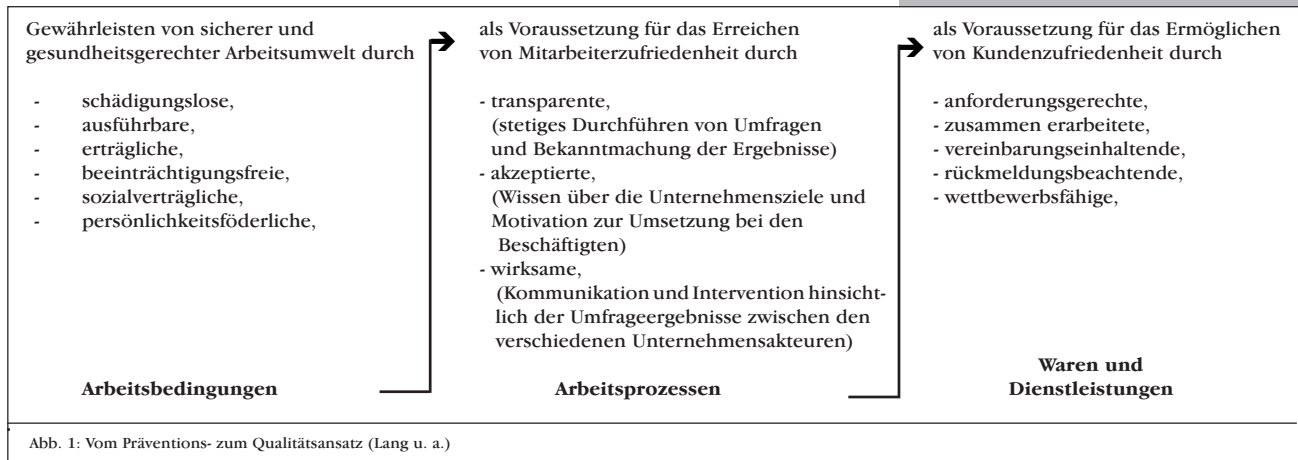 Gewährleisten von sicherer und
gesundheitsgerechter Arbeitsumwelt durch
- schädigungslose,
- ausführbare,
- erträgliche,
- beeinträchtigungsfreie,
- sozialverträgliche,
- persönlichkeitsföderliche,
Arbeitsbedingungen
als Voraussetzung für das Erreichen
von Mitarbeiterzufriedenheit durch
- transparente,
(stetiges Durchführen von Umfragen
und Bekanntmachung der Ergebnisse)
- akzeptierte,
(Wissen über die Unternehmensziele und
Motivation zur Umsetzung bei den
Beschäftigten)
- wirksame,
(Kommunikation und Intervention hinsicht-
lich der Umfrageergebnisse zwischen den
verschiedenen Unternehmensakteuren)
Arbeitsprozessen
als Voraussetzung für das Ermöglichen
von Kundenzufriedenheit durch
- anforderungsgerechte,
- zusammen erarbeitete,
- vereinbarungseinhaltende,
- rückmeldungsbeachtende,
- wettbewerbsfähige,
Waren und
Dienstleistungen
Abb. 1: Vom Präventions- zum Qualitätsansatz (Lang u. a.)